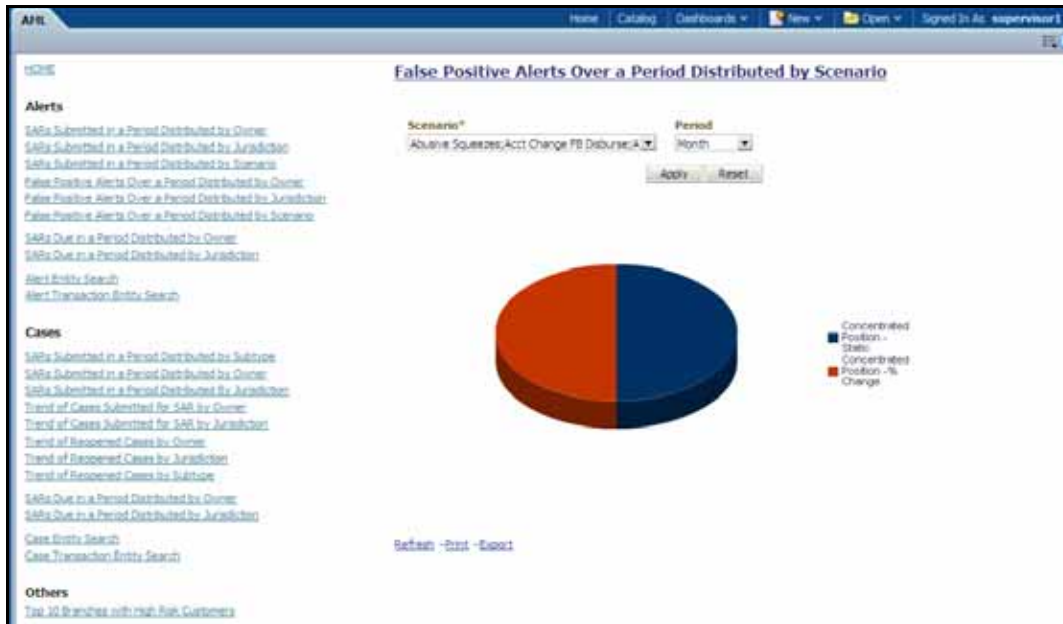 AML
Home Catalog Dashboards New Open Signed In As supervisor1
HOME
False Positive Alerts Over a Period Distributed by Scenario
Alerts
Scenario* Period
Abusive Squeezes;Acct Change FB Disburse;A Month
Apply Reset
SARs Submitted in a Period Distributed by Owner
SARs Submitted in a Period Distributed by Jurisdiction
SARs Submitted in a Period Distributed by Scenario
False Positive Alerts Over a Period Distributed by Owner
False Positive Alerts Over a Period Distributed by Jurisdiction
False Positive Alerts Over a Period Distributed by Scenario
SARs Due in a Period Distributed by Owner
SARs Due in a Period Distributed by Jurisdiction
Alert Entity Search
Alert Transaction Entity Search
Concentrated
Position -
Static
Concentrated
Position -%
Change
Cases
SARs Submitted in a Period Distributed by Subtype
SARs Submitted in a Period Distributed by Owner
SARs Submitted in a Period Distributed By Jurisdiction
Trend of Cases Submitted for SAR by Owner
Trend of Cases Submitted for SAR by Jurisdiction
Trend of Reopened Cases by Owner
Trend of Reopened Cases by Jurisdiction
Trend of Reopened Cases by Subtype
SARs Due in a Period Distributed by Owner
SARs Due in a Period Distributed by Jurisdiction
Case Entity Search
Case Transaction Entity Search
Refresh -Print -Export
Others
Top 10 Branches with High Risk Customers